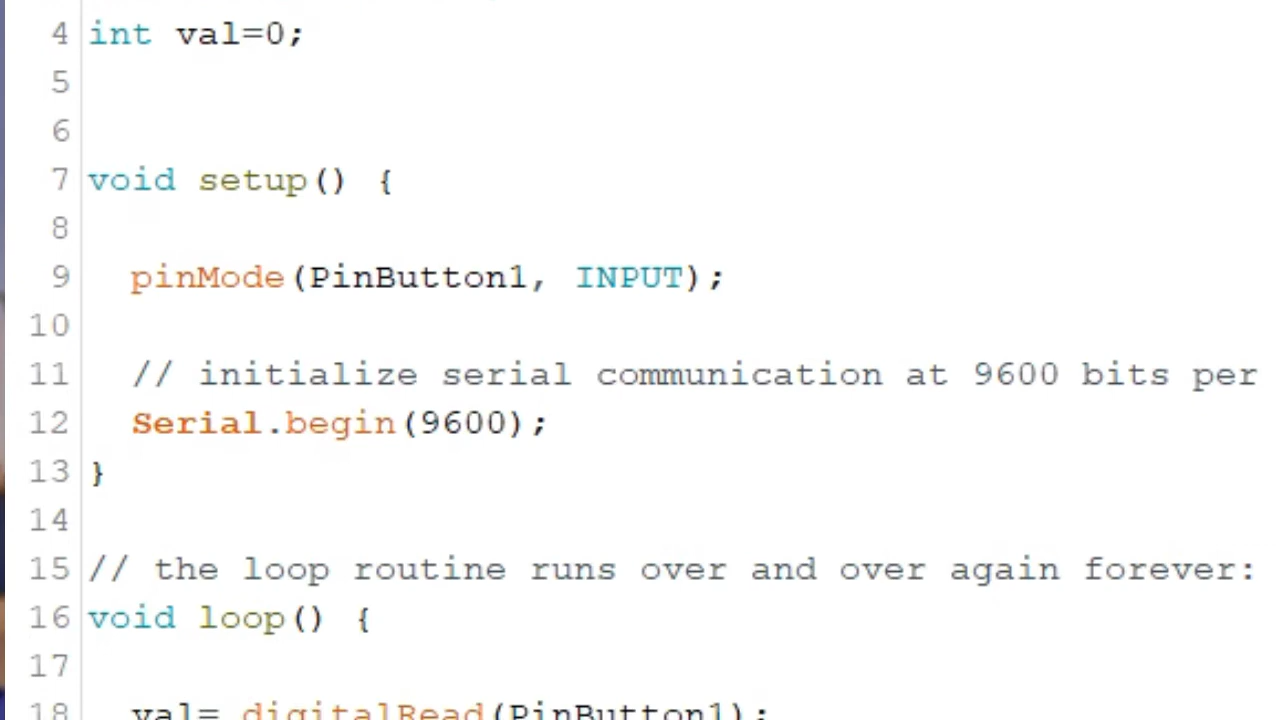 4 int val=0;
5
6
7 void setup() {
8
9 pinMode(PinButton1, INPUT);
10
11 // initialize serial communication at 9600 bits per
12 Serial.begin(9600);
13 }
14
15 // the loop routine runs over and over again forever:
16 void loop() {
17
18 val= digitalRead(PinButton1);